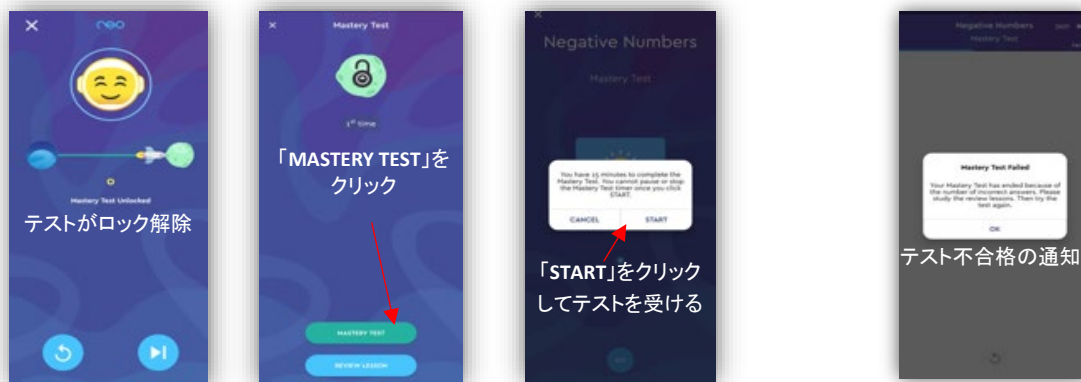 neo
Mastery Test Unlocked
テストがロック解除
Mastery Test
1st time
「MASTERY TEST」を
クリック
MASTERY TEST
REVIEW LESSON
Negative Numbers
Mastery Test
You have 15 minutes to complete the
Mastery Test. You cannot pause or stop
the Mastery Test timer once you click
START.
CANCEL START
「START」をクリック
してテストを受ける
Negative Numbers
Mastery Test
Mastery Test Failed
Your Mastery Test has ended because of
the number of incorrect answers. Please
study the review lessons. Then try the
test again.
OK
テスト不合格の通知